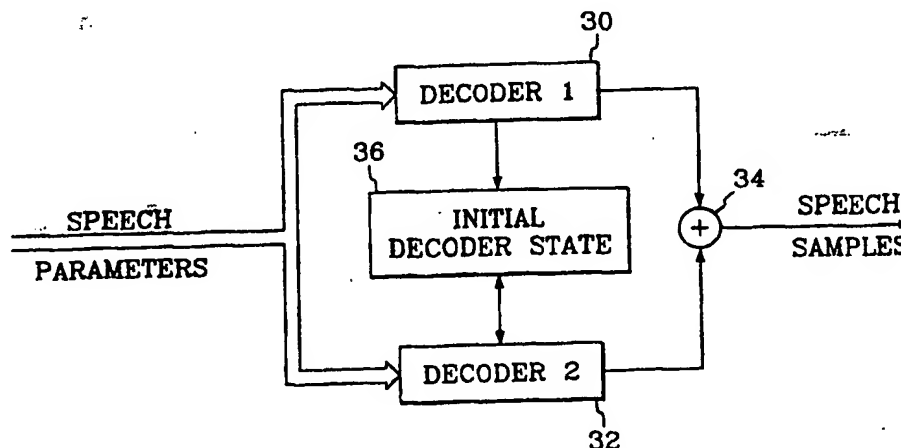 30
DECODER 1
36
INITIAL
DECODER STATE
34
SPEECH
PARAMETERS
SPEECH
SAMPLES
DECODER 2
32